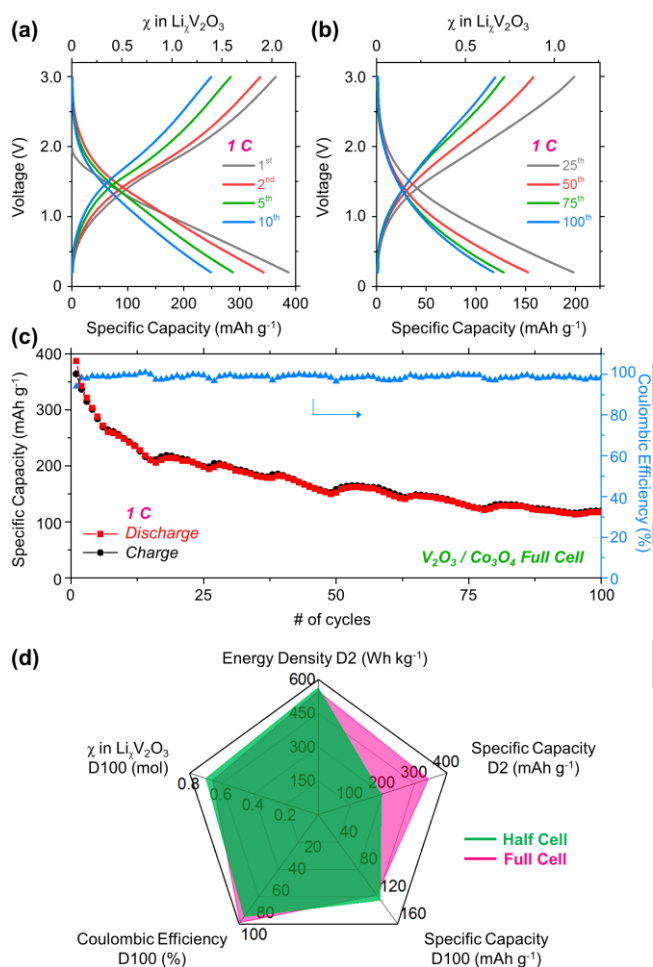 (a)
χ in LiχV2O3
0 0.5 1.0 1.5 2.0
3.0
2.0
1.0
0
Voltage (V)
1 C
1st
2nd
5th
10th
0 100 200 300 400
Specific Capacity (mAh g-1)
(b)
χ in LiχV2O3
0 0.5 1
3.0
2.0
1.0
0
Voltage (V)
1 C
25th
50th
75th
100th
0 50 100 150 200
Specific Capacity (mAh g-1)
(c)
400
300
200
100
0
Specific Capacity (mAh g-1)
100
80
60
40
20
0
Coulombic Efficiency (%)
1 C
Discharge
Charge
V2O3 / Co3O4 Full Cell
0 25 50 75 100
# of cycles
(d)
Energy Density D2 (Wh kg-1)
600
450
300
150
χ in LiχV2O3
D100 (mol)
0.8
0.6
0.4
0.2
Specific Capacity
D2 (mAh g-1)
400
300
200
100
Half Cell
Full Cell
20
40
60
80
100
Coulombic Efficiency
D100 (%)
40
80
120
160
Specific Capacity
D100 (mAh g-1)